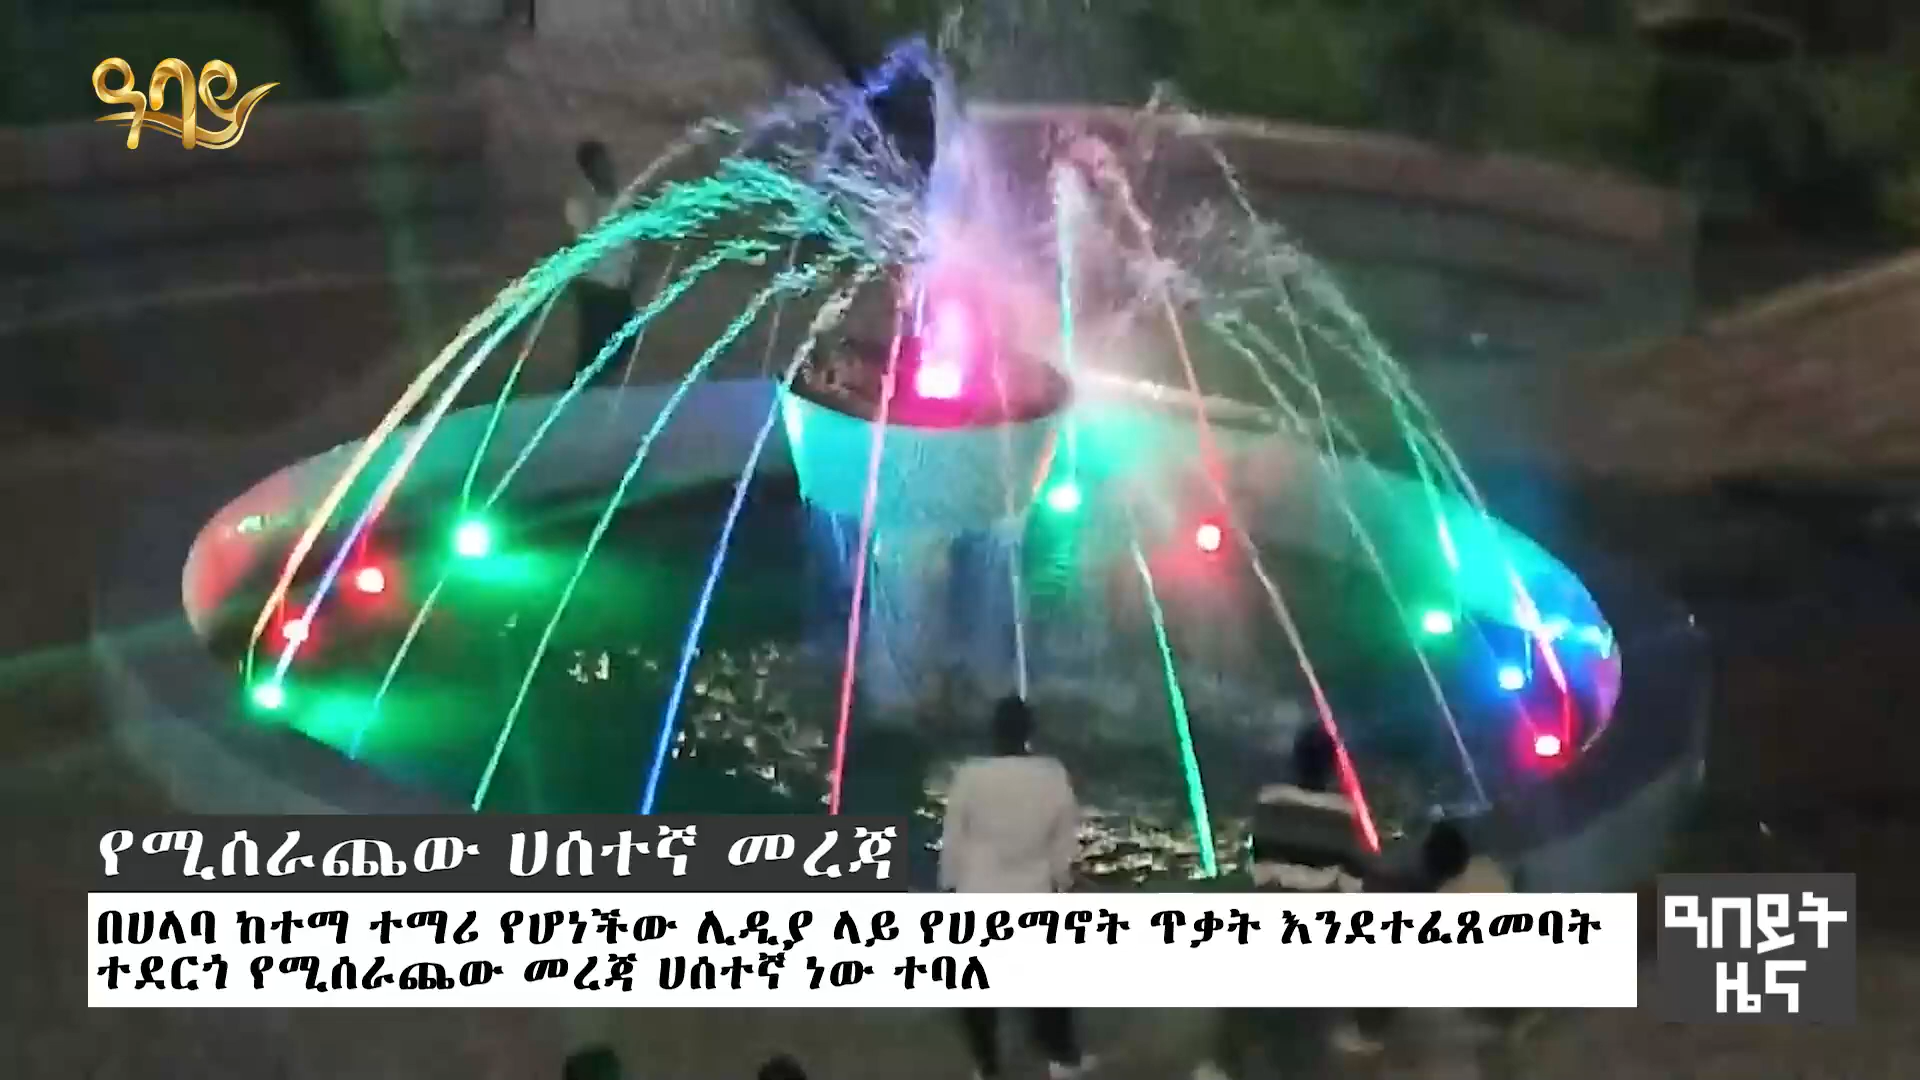 ዓባይ
የሚሰራጨው ሀሰተኛ መረጃ
በሀላባ ከተማ ተማሪ የሆነችው ሊዲያ ላይ የሀይማኖት ጥቃት እንደተፈጸመባት
ተደርጎ የሚሰራጨው መረጃ ሀሰተኛ ነው ተባለ
ዓበይት
ዜና